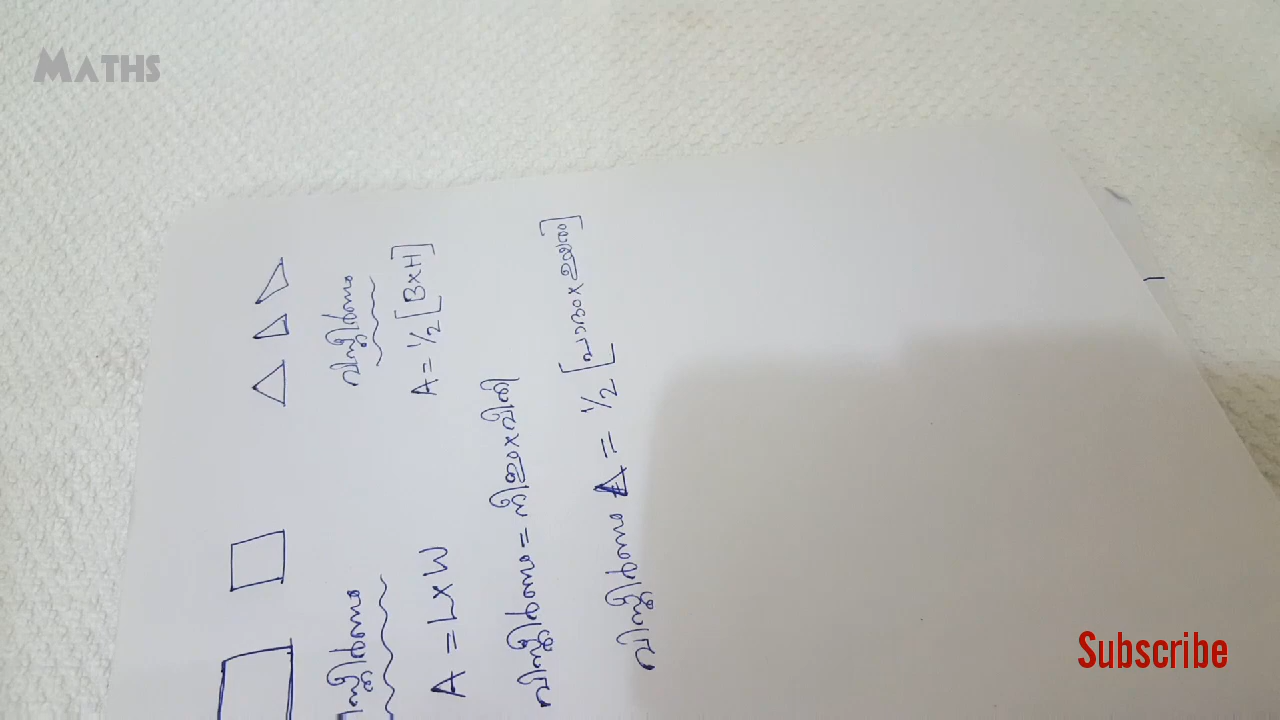 MATHS
വിസ്തീർണം
വിസ്തീർണം
A = L x W
A = 1/2 [B x H]
വിസ്തീർണം = നീളം x വീതി
വിസ്തീർണം Δ = 1/2 [പാദം x ഉയരം]
Subscribe